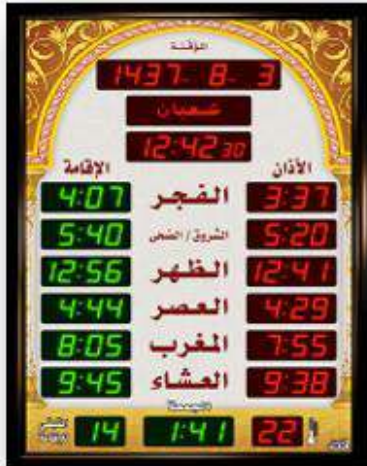 1437- 8- 3
شعبان
12:42 30
الأذان الإقامة
3:37 الفجر 4:07
5:20 الشروق / الضحى 5:40
12:41 الظهر 12:56
4:29 العصر 4:44
7:55 المغرب 8:05
9:38 العشاء 9:45
22 1:41 14